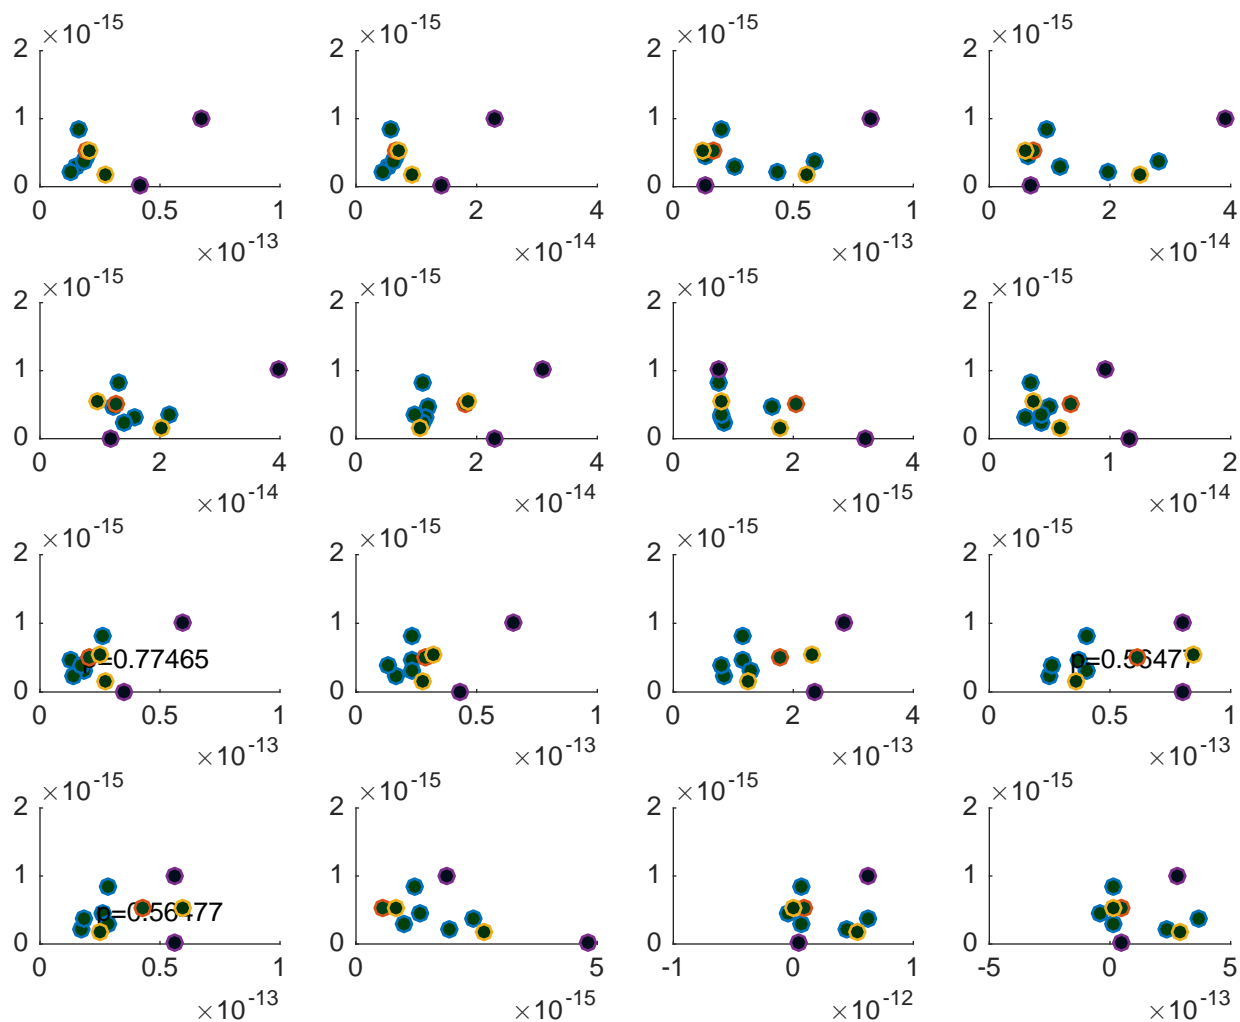 ×10-15 ×10-15 ×10-15 ×10-15
2 2 2 2
1 1 1 1
0 0 0 0
0 0.5 1 0 2 4 0 0.5 1 0 2 4
×10-13 ×10-14 ×10-13 ×10-14
×10-15 ×10-15 ×10-15 ×10-15
2 2 2 2
1 1 1 1
0 0 0 0
0 2 4 0 2 4 0 2 4 0 1 2
×10-14 ×10-14 ×10-15 ×10-14
×10-15 ×10-15 ×10-15 ×10-15
2 2 2 2
1 1 1 1
p=0.77465 p=0.56477
0 0 0 0
0 0.5 1 0 0.5 1 0 2 4 0 0.5 1
×10-13 ×10-13 ×10-13 ×10-13
×10-15 ×10-15 ×10-15 ×10-15
2 2 2 2
1 1 1 1
p=0.56477
0 0 0 0
0 0.5 1 0 5 -1 0 1 -5 0 5
×10-13 ×10-15 ×10-12 ×10-13